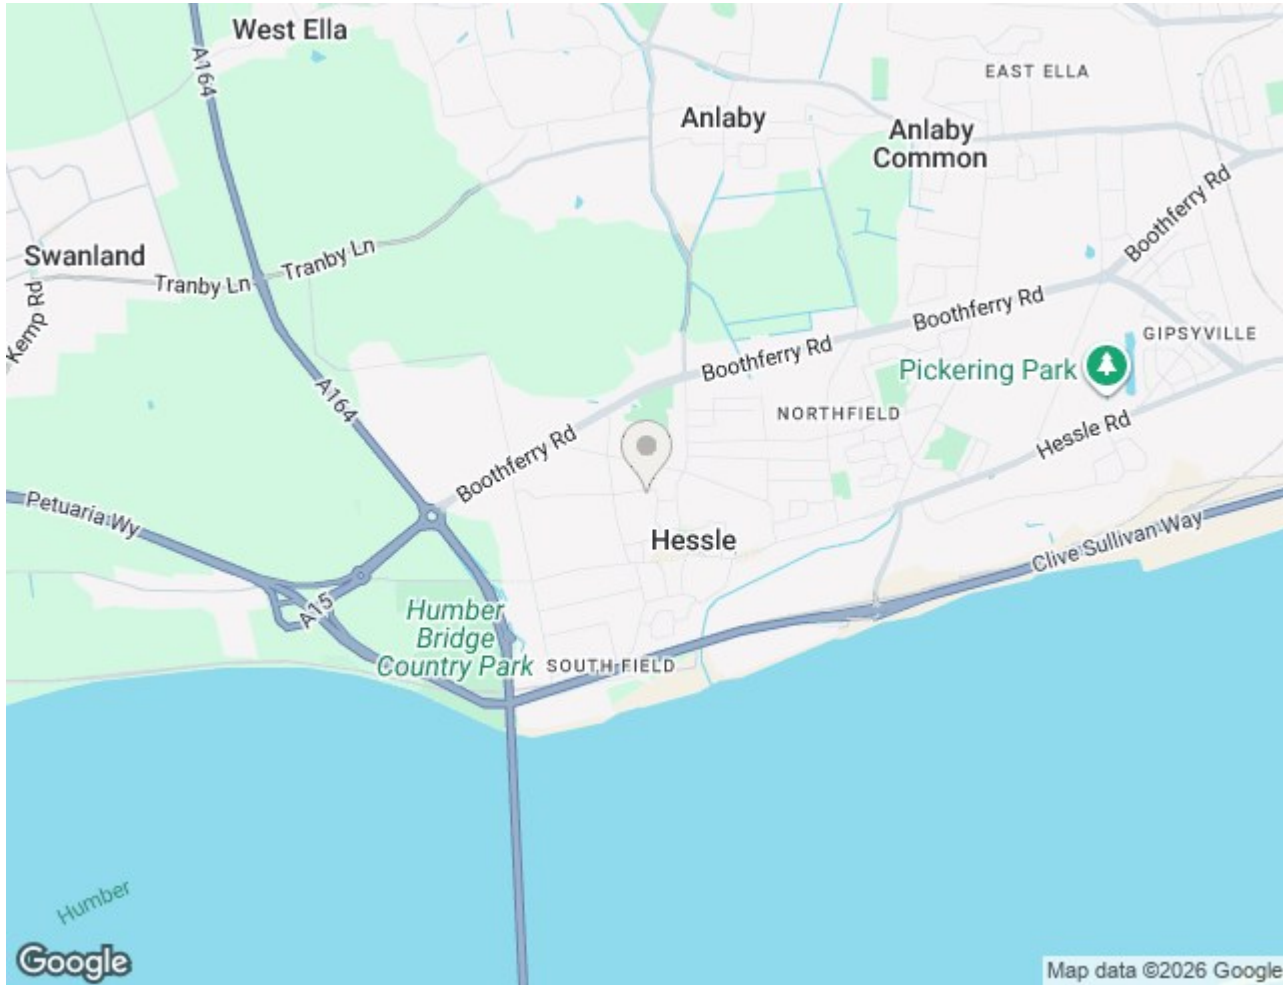 West Ella
A164
EAST ELLA
Anlaby
Anlaby
Common
Boothferry Rd
Swanland
Tranby Ln
Tranby Ln
Kemp Rd
Boothferry Rd
GIPSYVILLE
Boothferry Rd
Pickering Park
A164
NORTHFIELD
Hessle Rd
Boothferry Rd
Petuaria Wy
Hessle
Clive Sullivan Way
A15
Humber
Bridge
Country Park
SOUTH FIELD
Humber
Google
Map data ©2026 Google